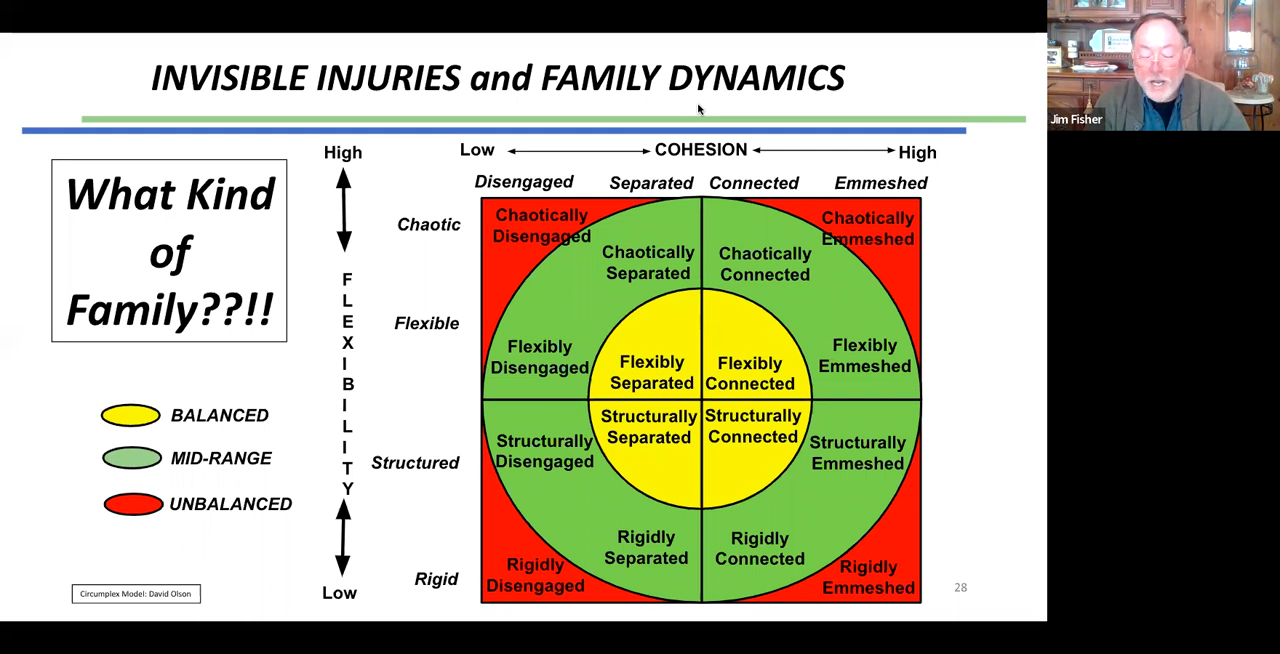 INVISIBLE INJURIES and FAMILY DYNAMICS
Jim Fisher
What Kind
of
Family??!!
High
Low
COHESION
High
Disengaged
Separated
Connected
Emmeshed
Chaotic
Flexible
Structured
Rigid
F
L
E
X
I
B
I
L
I
T
Y
Low
Chaotically
Disengaged
Chaotically
Separated
Chaotically
Connected
Chaotically
Emmeshed
Flexibly
Disengaged
Flexibly
Separated
Flexibly
Connected
Flexibly
Emmeshed
Structurally
Disengaged
Structurally
Separated
Structurally
Connected
Structurally
Emmeshed
Rigidly
Disengaged
Rigidly
Separated
Rigidly
Connected
Rigidly
Emmeshed
BALANCED
MID-RANGE
UNBALANCED
Circumplex Model: David Olson
28